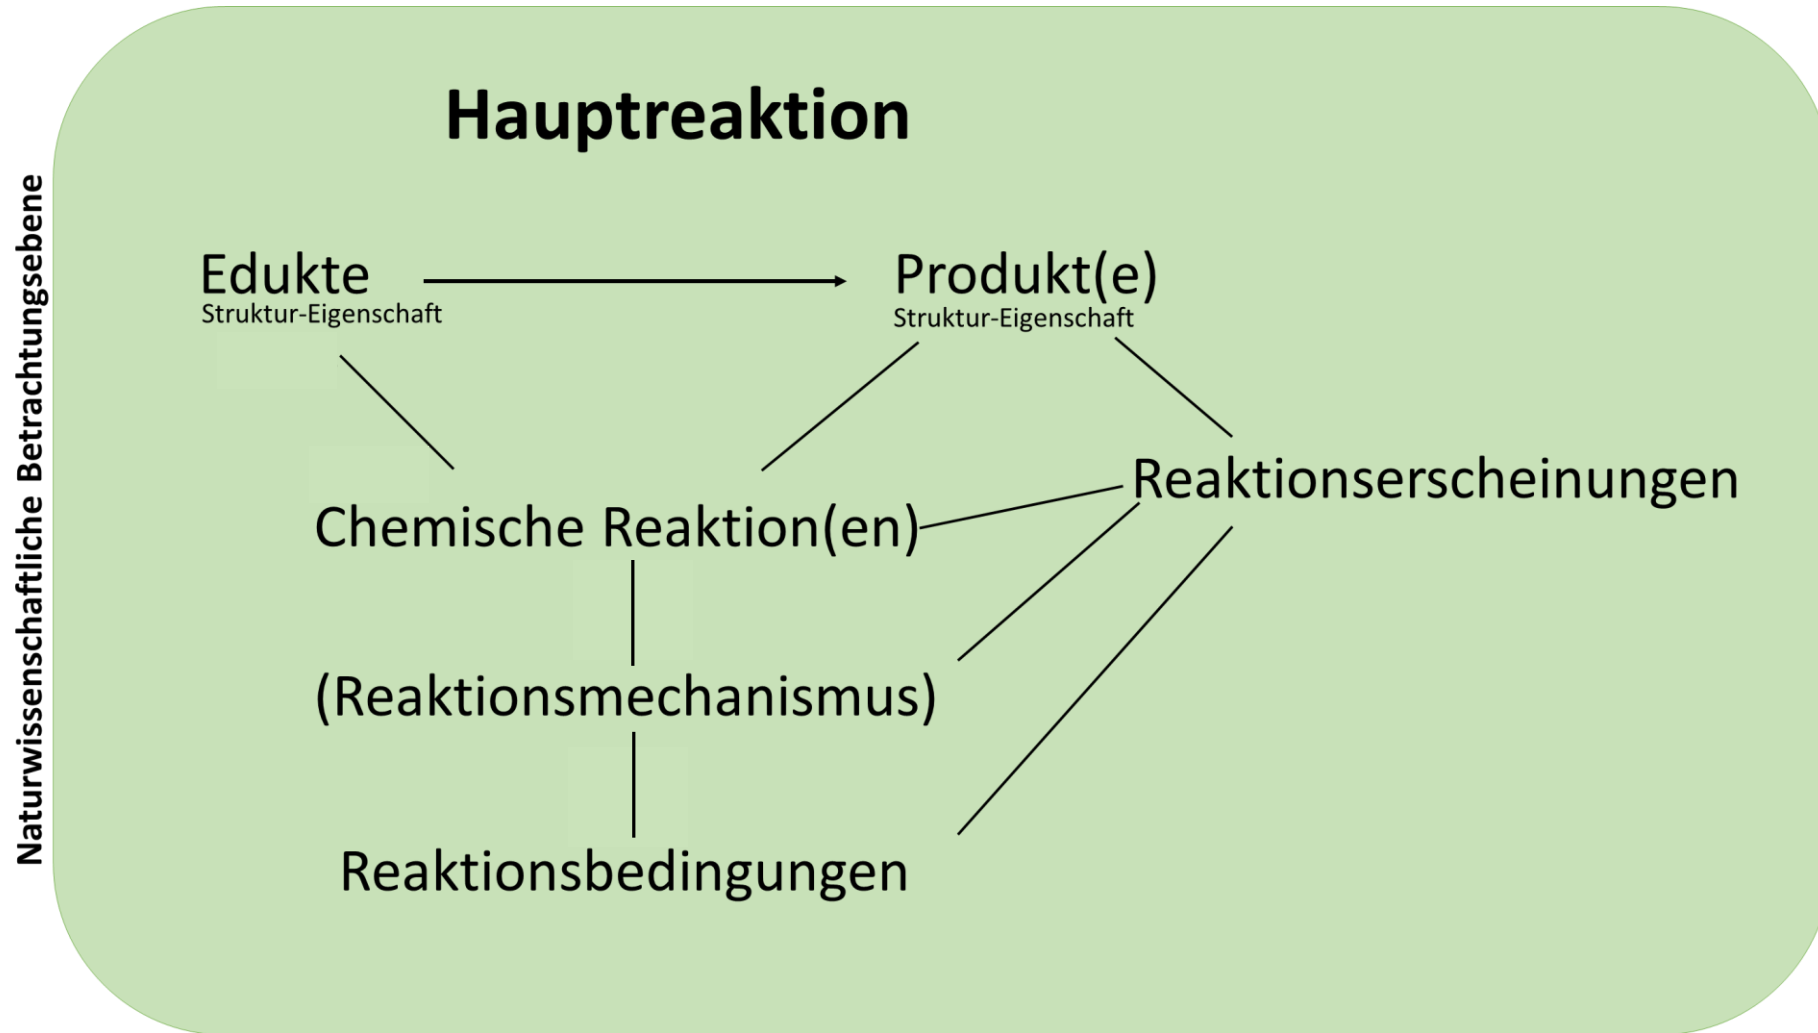 Naturwissenschaftliche Betrachtungsebene
Hauptreaktion
Edukte
Struktur-Eigenschaft
Produkt(e)
Struktur-Eigenschaft
Reaktionserscheinungen
Chemische Reaktion(en)
(Reaktionsmechanismus)
Reaktionsbedingungen